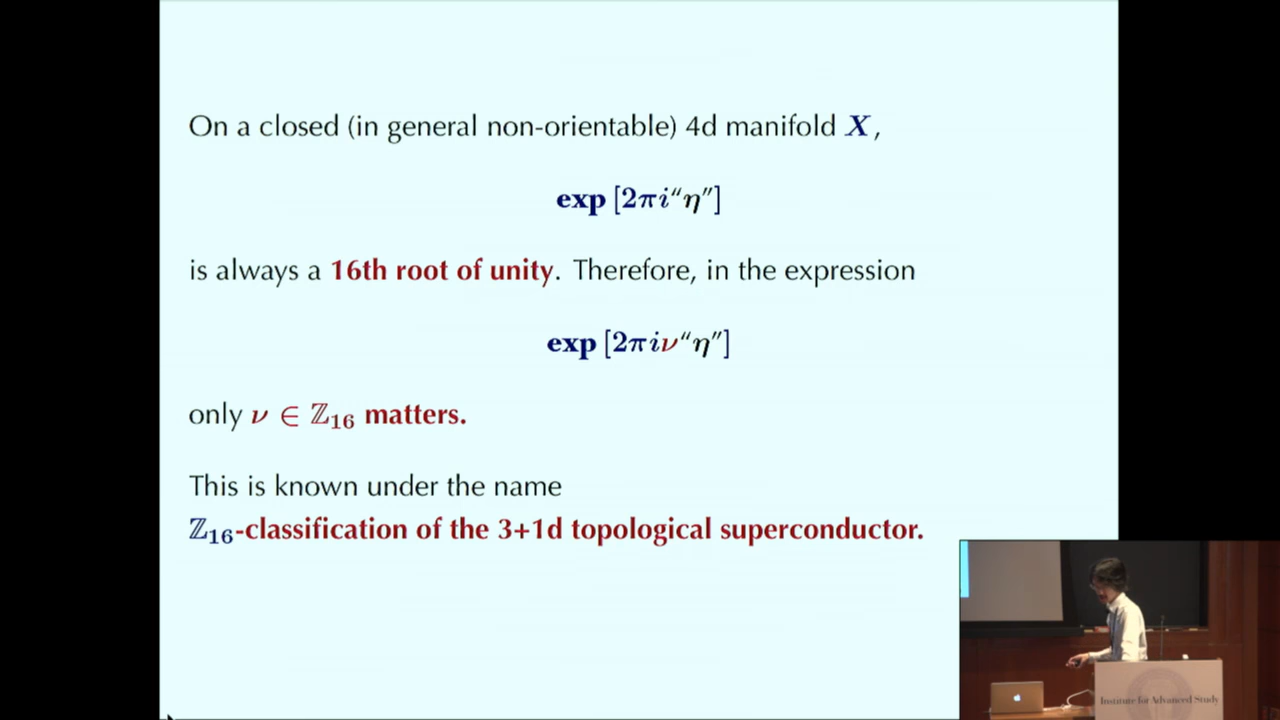 On a closed (in general non-orientable) 4d manifold X,
exp [2πi“η”]
is always a 16th root of unity. Therefore, in the expression
exp [2πiν“η”]
only ν ∈ ℤ₁₆ matters.
This is known under the name
ℤ₁₆-classification of the 3+1d topological superconductor.
Institute for Advanced Study